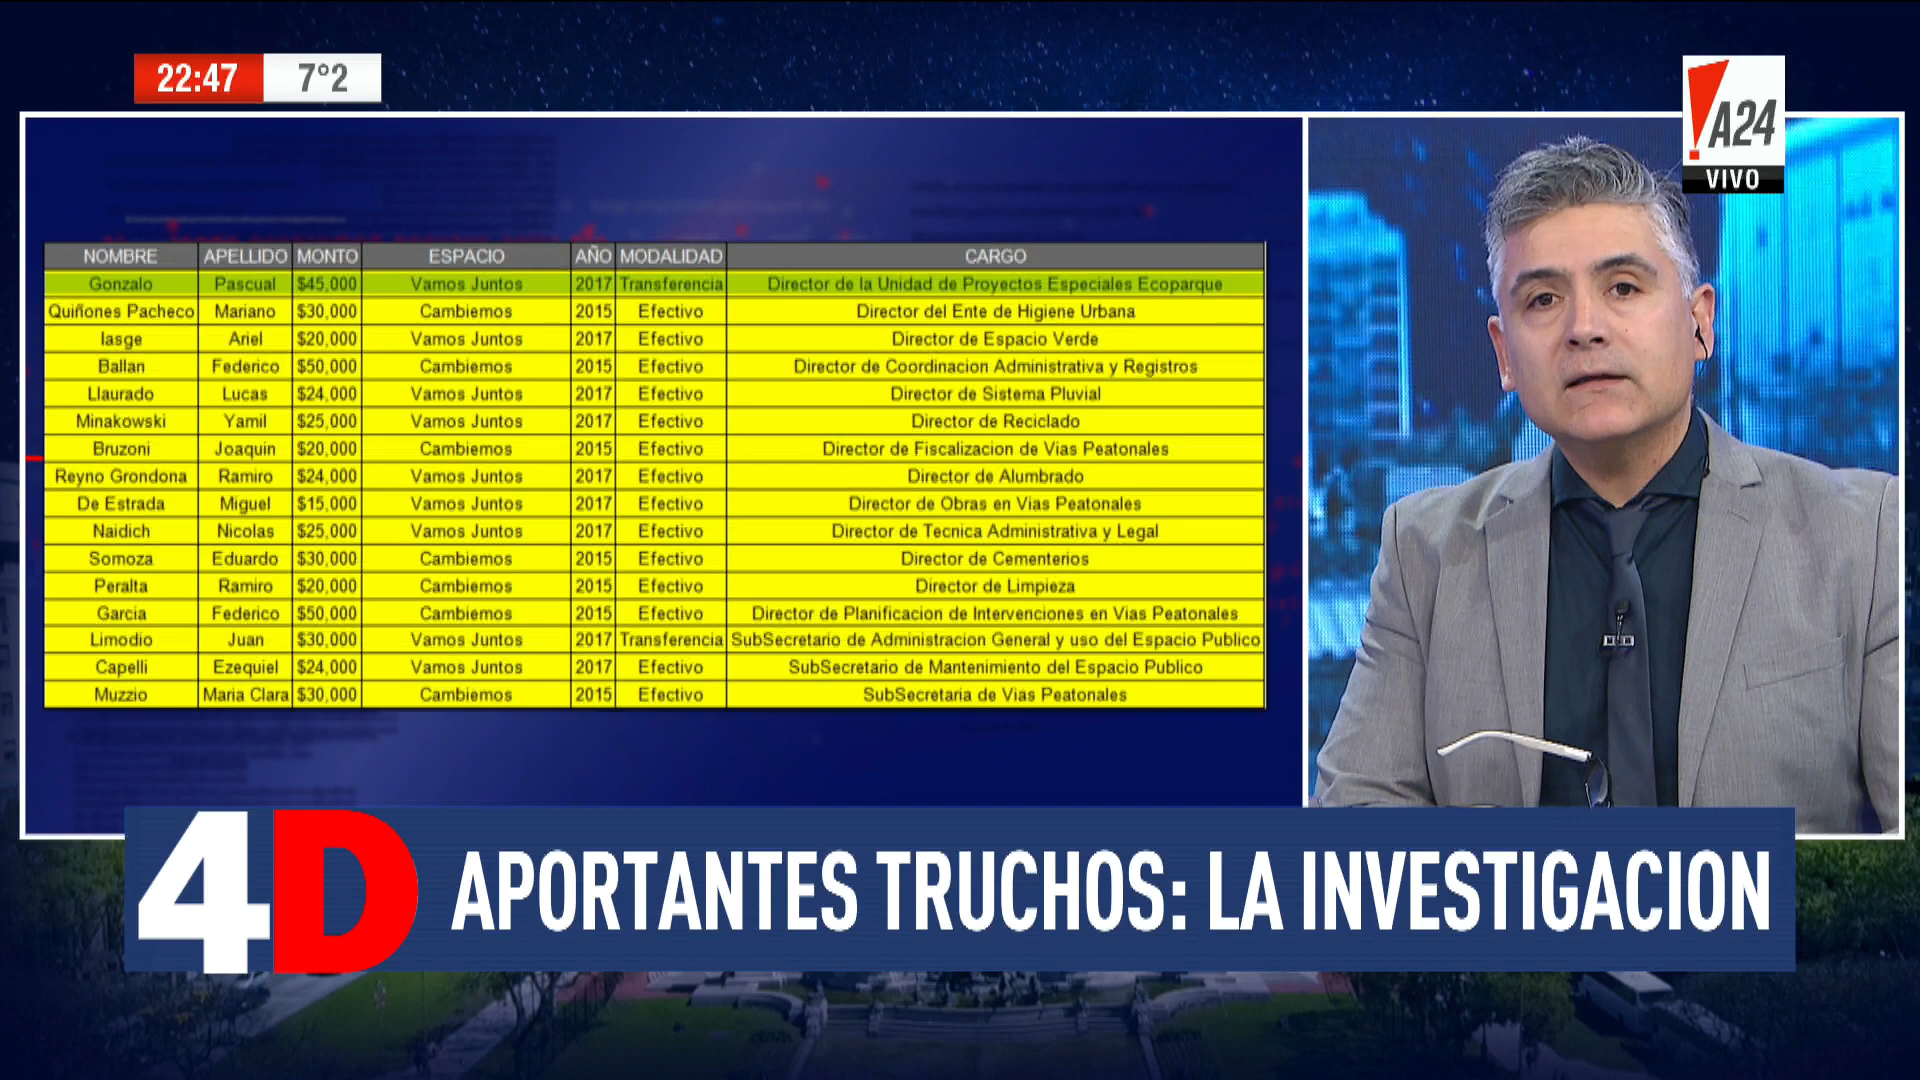 22:47 7°2
A24
VIVO
NOMBRE APELLIDO MONTO ESPACIO AÑO MODALIDAD CARGO
Gonzalo Pascual $45,000 Vamos Juntos 2017 Transferencia Director de la Unidad de Proyectos Especiales Ecoparque
Quiñones Pacheco Mariano $30,000 Cambiemos 2015 Efectivo Director del Ente de Higiene Urbana
Iasge Ariel $20,000 Vamos Juntos 2017 Efectivo Director de Espacio Verde
Ballan Federico $50,000 Cambiemos 2015 Efectivo Director de Coordinacion Administrativa y Registros
Llaurado Lucas $24,000 Vamos Juntos 2017 Efectivo Director de Sistema Pluvial
Minakowski Yamil $25,000 Vamos Juntos 2017 Efectivo Director de Reciclado
Bruzoni Joaquin $20,000 Cambiemos 2015 Efectivo Director de Fiscalizacion de Vias Peatonales
Reyno Grondona Ramiro $24,000 Vamos Juntos 2017 Efectivo Director de Alumbrado
De Estrada Miguel $15,000 Vamos Juntos 2017 Efectivo Director de Obras en Vias Peatonales
Naidich Nicolas $25,000 Vamos Juntos 2017 Efectivo Director de Tecnica Administrativa y Legal
Somoza Eduardo $30,000 Cambiemos 2015 Efectivo Director de Cementerios
Peralta Ramiro $20,000 Cambiemos 2015 Efectivo Director de Limpieza
Garcia Federico $50,000 Cambiemos 2015 Efectivo Director de Planificacion de Intervenciones en Vias Peatonales
Limodio Juan $30,000 Vamos Juntos 2017 Transferencia SubSecretario de Administracion General y uso del Espacio Publico
Capelli Ezequiel $24,000 Vamos Juntos 2017 Efectivo SubSecretario de Mantenimiento del Espacio Publico
Muzzio Maria Clara $30,000 Cambiemos 2015 Efectivo SubSecretaria de Vias Peatonales
4D APORTANTES TRUCHOS: LA INVESTIGACION